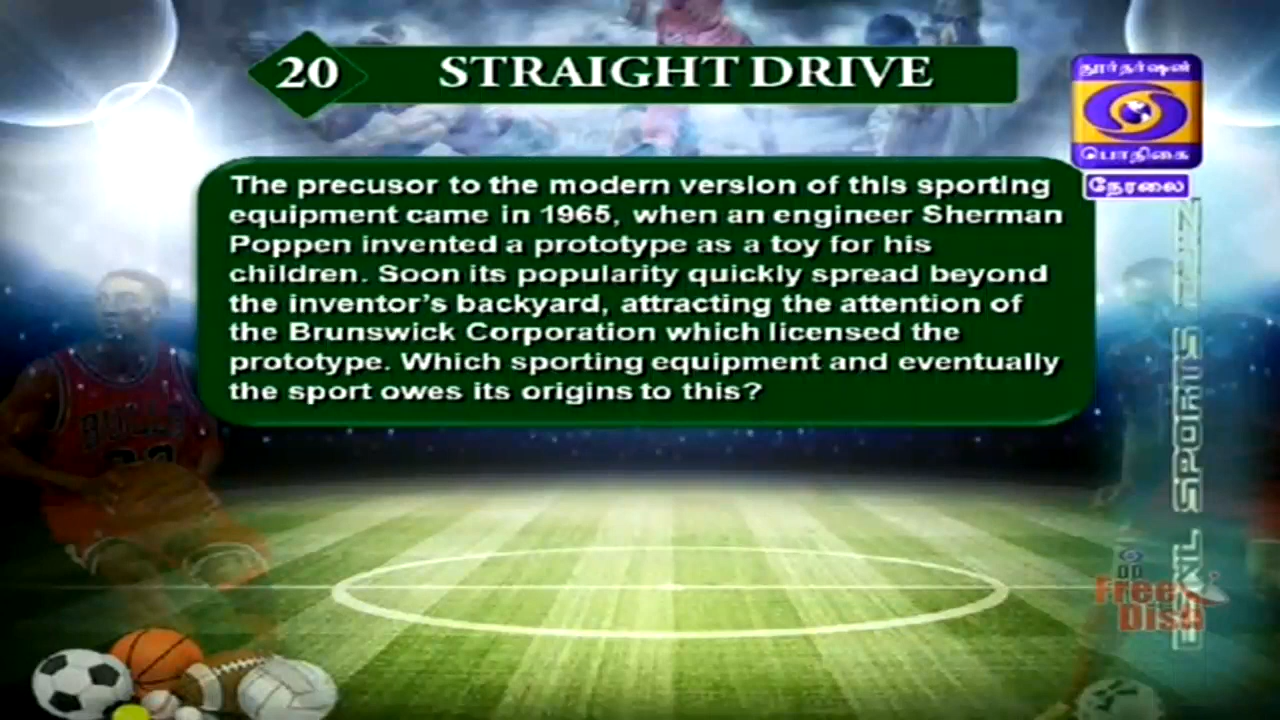 20 STRAIGHT DRIVE
தூர்தர்ஷன்
பொதிகை
நேரலை
The precusor to the modern version of this sporting
equipment came in 1965, when an engineer Sherman
Poppen invented a prototype as a toy for his
children. Soon its popularity quickly spread beyond
the inventor's backyard, attracting the attention of
the Brunswick Corporation which licensed the
prototype. Which sporting equipment and eventually
the sport owes its origins to this?
BULLS
SPORTS
DD
Free
Dish